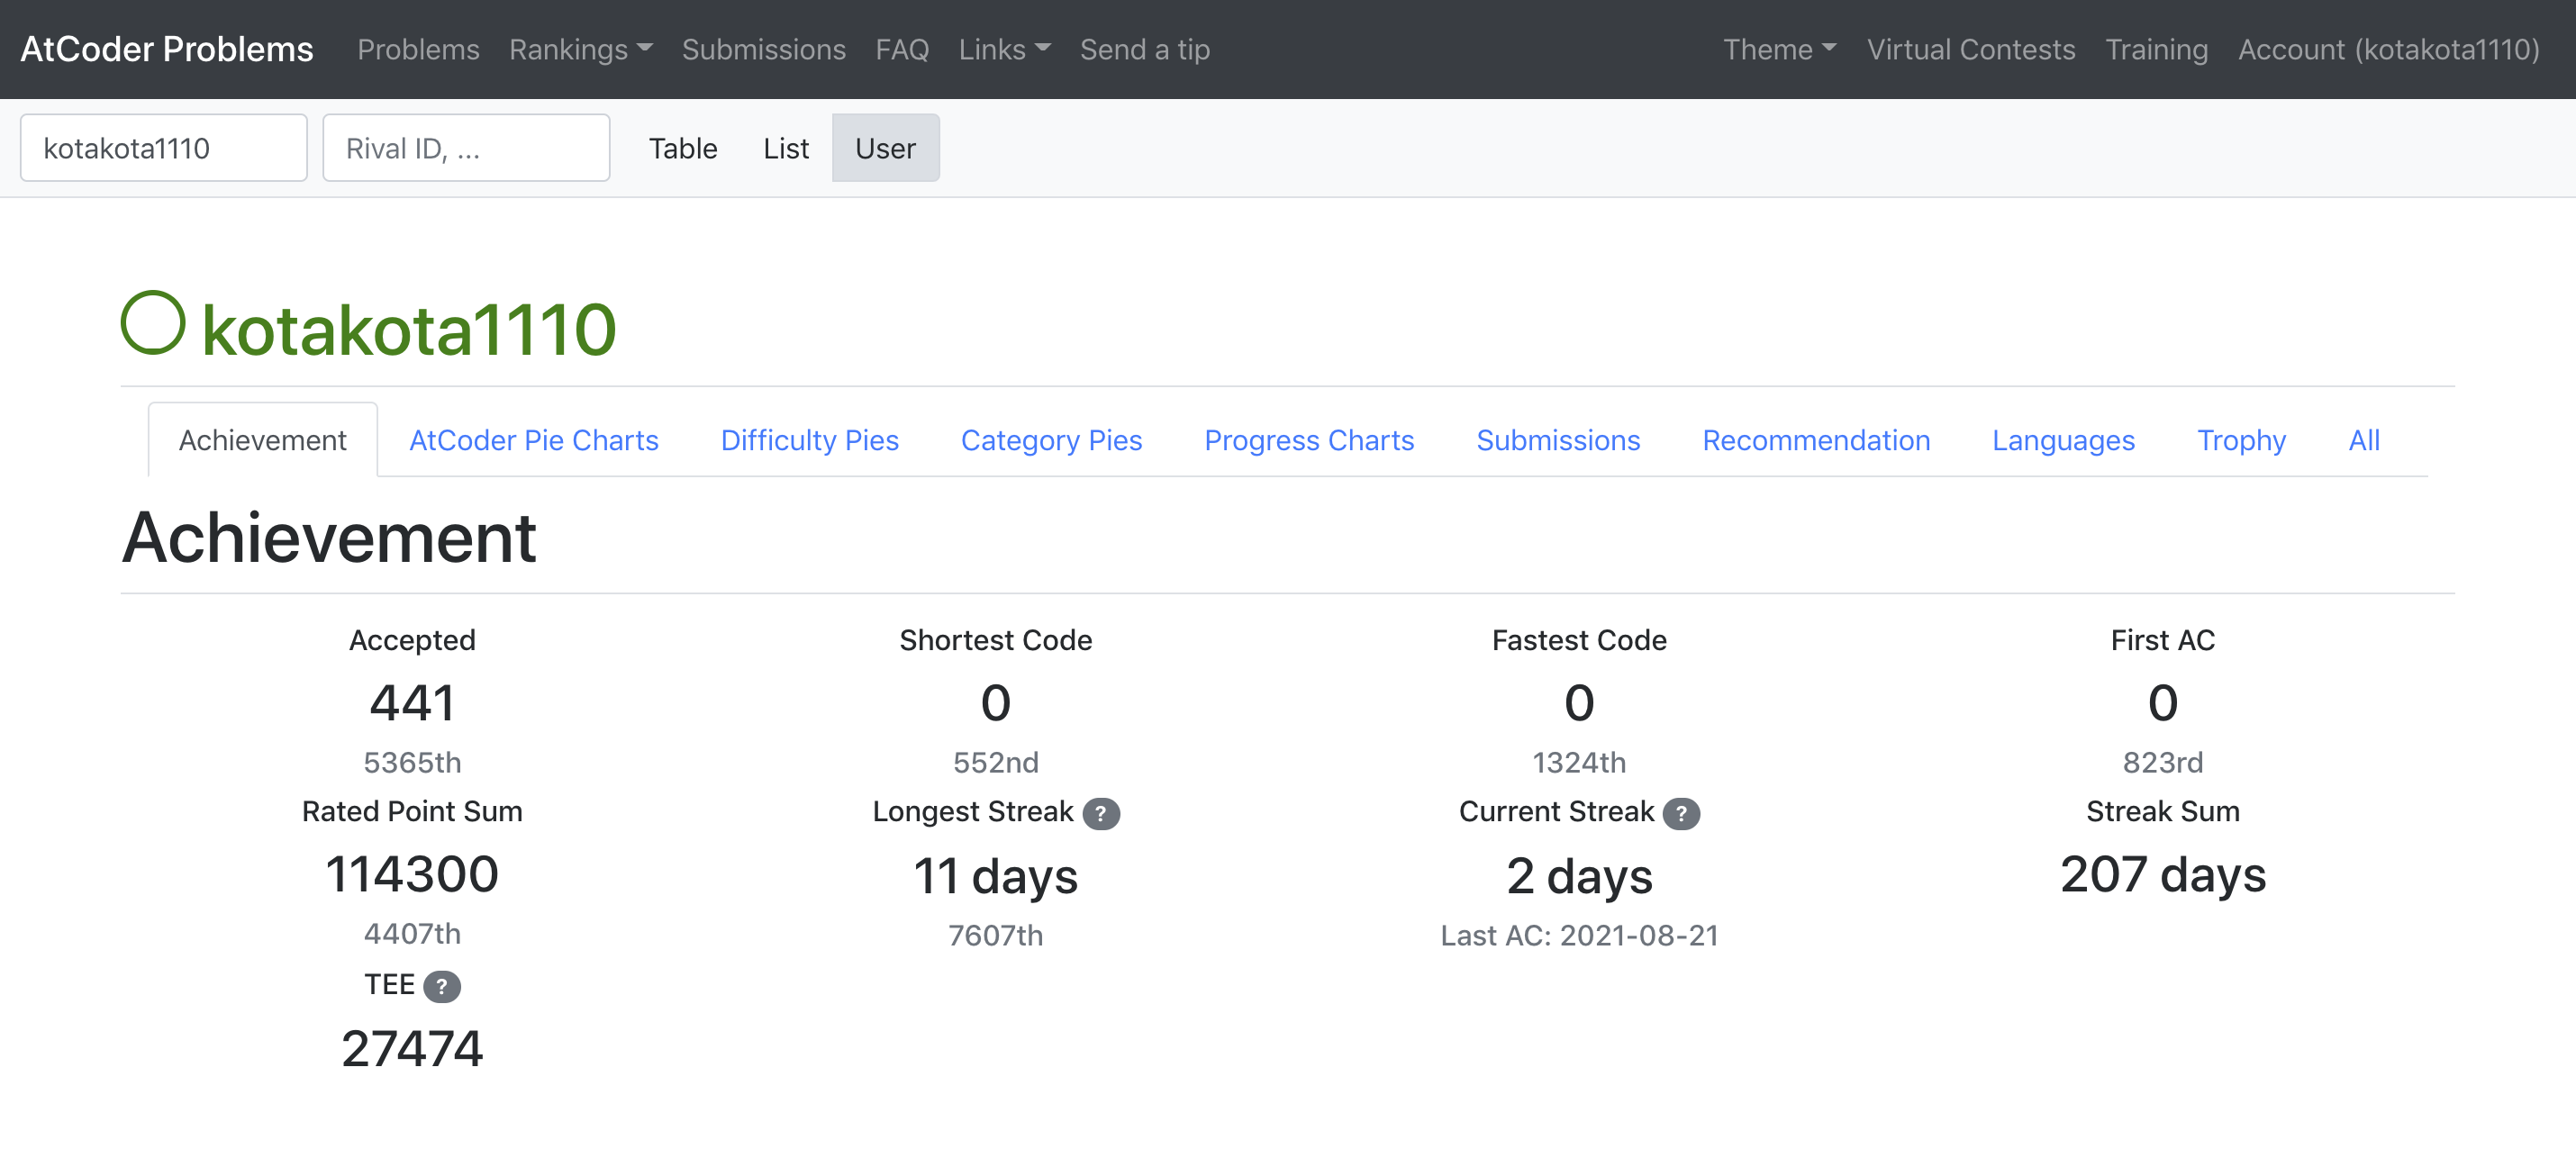 AtCoder Problems Problems Rankings Submissions FAQ Links Send a tip Theme Virtual Contests Training Account (kotakota1110)
kotakota1110 Rival ID, ... Table List User
kotakota1110
Achievement AtCoder Pie Charts Difficulty Pies Category Pies Progress Charts Submissions Recommendation Languages Trophy All
Achievement
Accepted Shortest Code Fastest Code First AC
441 0 0 0
5365th 552nd 1324th 823rd
Rated Point Sum Longest Streak ? Current Streak ? Streak Sum
114300 11 days 2 days 207 days
4407th 7607th Last AC: 2021-08-21
TEE ?
27474